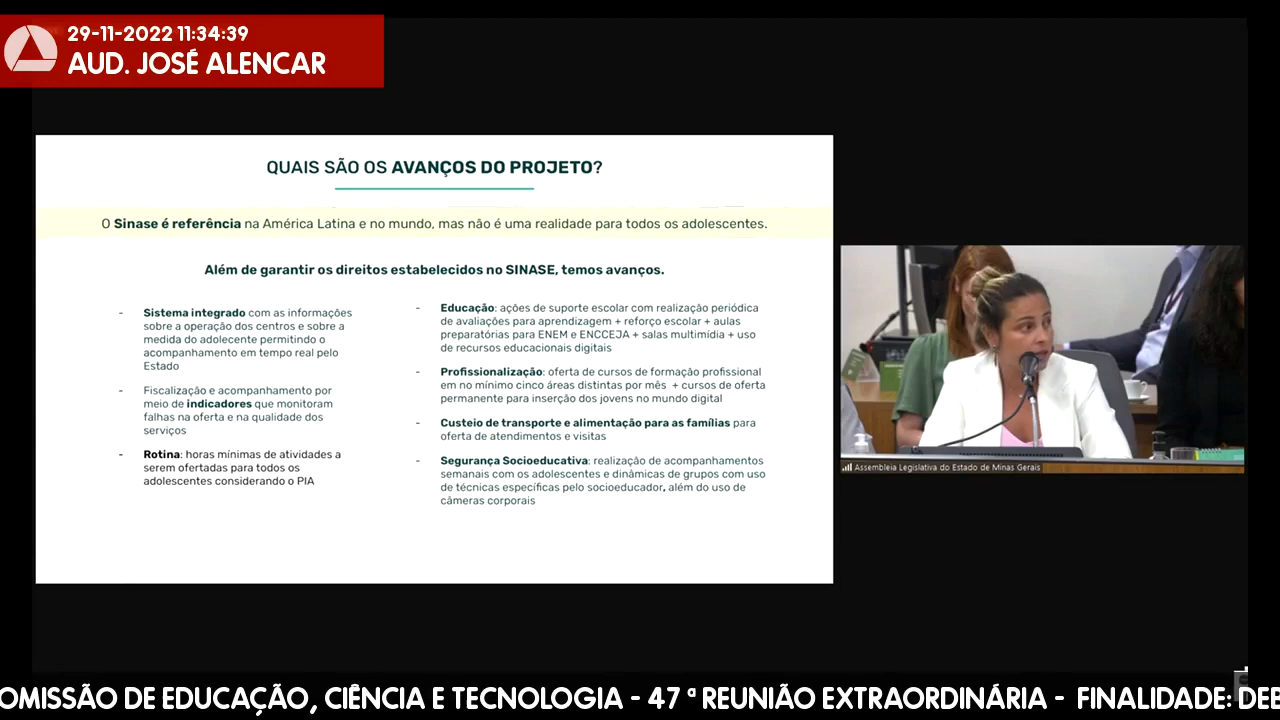 29-11-2022 11:34:39
AUD. JOSÉ ALENCAR
QUAIS SÃO OS AVANÇOS DO PROJETO?
O Sinase é referência na América Latina e no mundo, mas não é uma realidade para todos os adolescentes.
Além de garantir os direitos estabelecidos no SINASE, temos avanços.
- Sistema integrado com as informações
sobre a operação dos centros e sobre a
medida do adolecente permitindo o
acompanhamento em tempo real pelo
Estado
- Fiscalização e acompanhamento por
meio de indicadores que monitoram
falhas na oferta e na qualidade dos
serviços
- Rotina: horas mínimas de atividades a
serem ofertadas para todos os
adolescentes considerando o PIA
- Educação: ações de suporte escolar com realização periódica
de avaliações para aprendizagem + reforço escolar + aulas
preparatórias para ENEM e ENCCEJA + salas multimídia + uso
de recursos educacionais digitais
- Profissionalização: oferta de cursos de formação profissional
em no mínimo cinco áreas distintas por mês + cursos de oferta
permanente para inserção dos jovens no mundo digital
- Custeio de transporte e alimentação para as famílias para
oferta de atendimentos e visitas
- Segurança Socioeducativa: realização de acompanhamentos
semanais com os adolescentes e dinâmicas de grupos com uso
de técnicas específicas pelo socioeducador, além do uso de
câmeras corporais
Assembleia Legislativa do Estado de Minas Gerais
OMISSÃO DE EDUCAÇÃO, CIÊNCIA E TECNOLOGIA - 47 ª REUNIÃO EXTRAORDINÁRIA - FINALIDADE: DEB